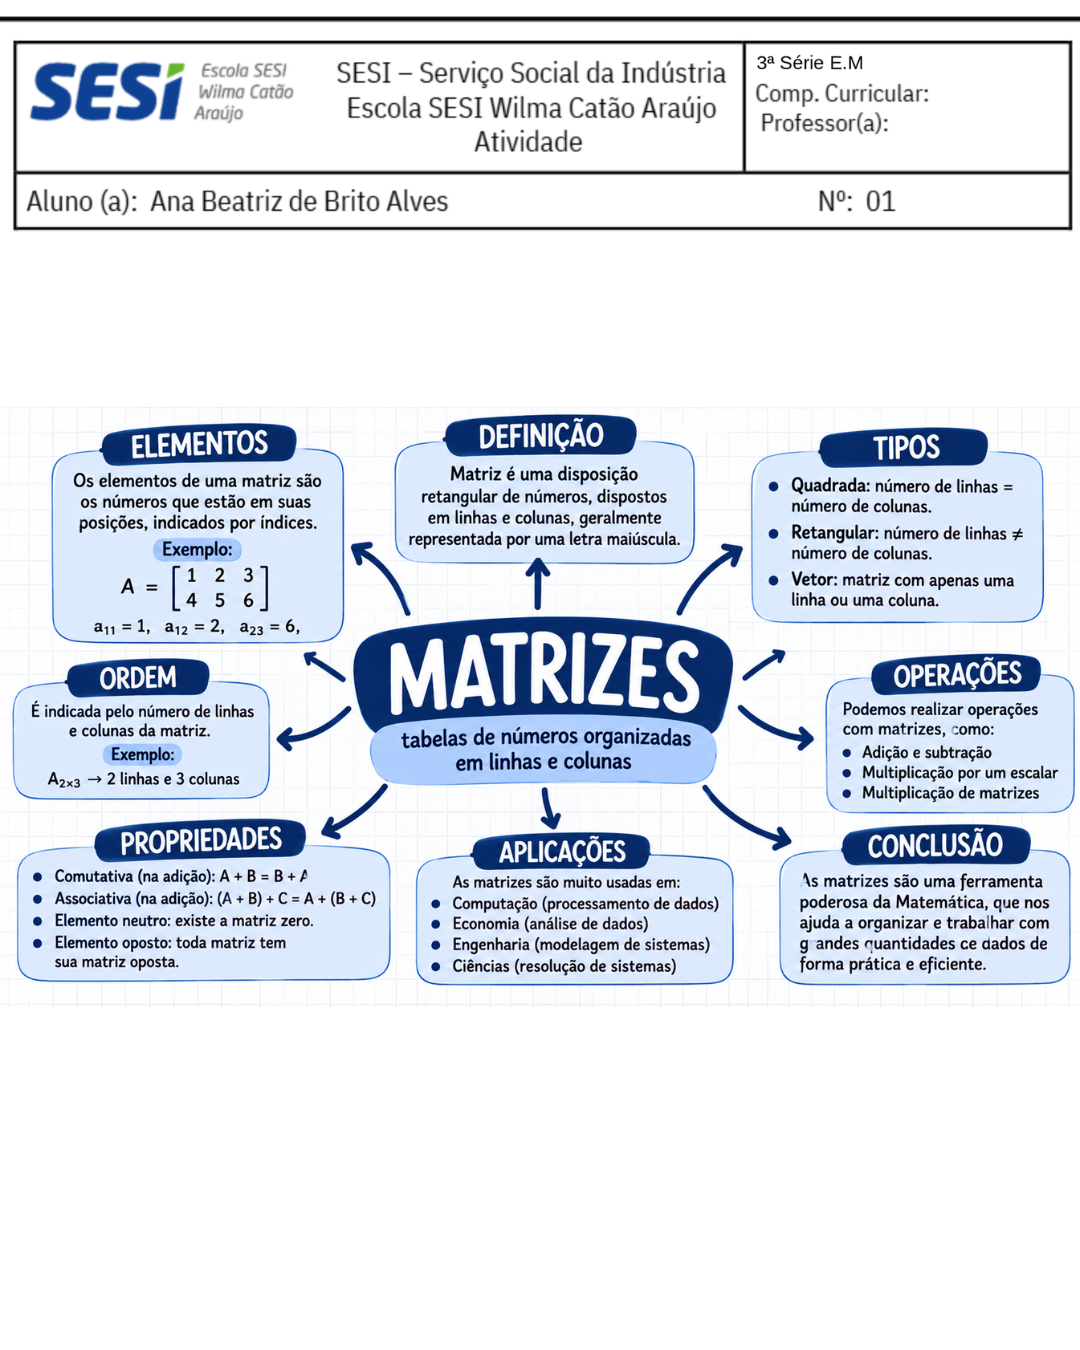 SESI
Escola SESI
Wilma Catão
Araújo
SESI – Serviço Social da Indústria
Escola SESI Wilma Catão Araújo
Atividade
3ª Série E.M
Comp. Curricular:
Professor(a):
Aluno (a): Ana Beatriz de Brito Alves
Nº: 01
ELEMENTOS
Os elementos de uma matriz são
os números que estão em suas
posições, indicados por índices.
Exemplo:
A = [1 2 3
4 5 6]
a₁₁ = 1, a₁₂ = 2, a₂₃ = 6,
DEFINIÇÃO
Matriz é uma disposição
retangular de números, dispostos
em linhas e colunas, geralmente
representada por uma letra maiúscula.
TIPOS
• Quadrada: número de linhas =
número de colunas.
• Retangular: número de linhas ≠
número de colunas.
• Vetor: matriz com apenas uma
linha ou uma coluna.
MATRIZES
tabelas de números organizadas
em linhas e colunas
ORDEM
É indicada pelo número de linhas
e colunas da matriz.
Exemplo:
A₂ₓ₃ → 2 linhas e 3 colunas
OPERAÇÕES
Podemos realizar operações
com matrizes, como:
• Adição e subtração
• Multiplicação por um escalar
• Multiplicação de matrizes
PROPRIEDADES
• Comutativa (na adição): A + B = B + A
• Associativa (na adição): (A + B) + C = A + (B + C)
• Elemento neutro: existe a matriz zero.
• Elemento oposto: toda matriz tem
sua matriz oposta.
APLICAÇÕES
As matrizes são muito usadas em:
• Computação (processamento de dados)
• Economia (análise de dados)
• Engenharia (modelagem de sistemas)
• Ciências (resolução de sistemas)
CONCLUSÃO
As matrizes são uma ferramenta
poderosa da Matemática, que nos
ajuda a organizar e trabalhar com
g andes quantidades ce dados de
forma prática e eficiente.